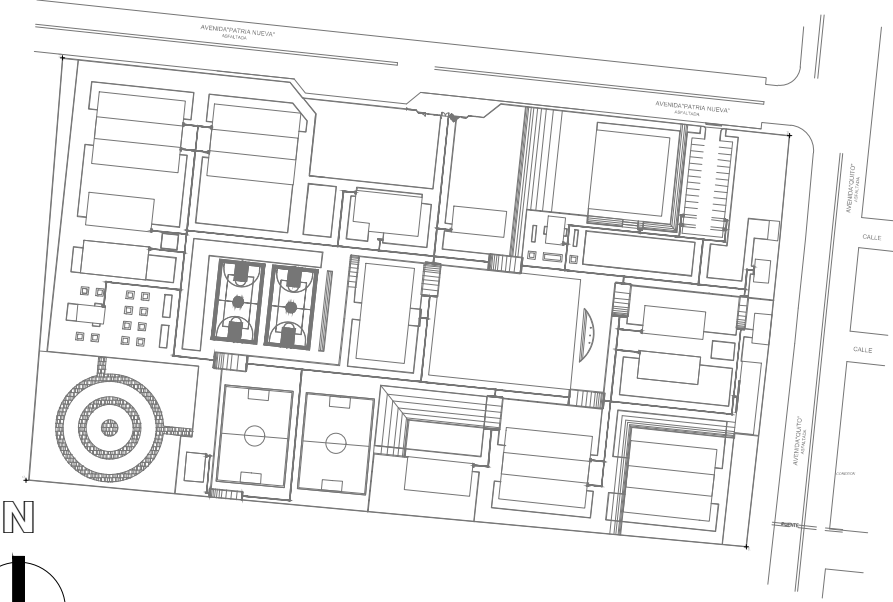 AVENIDA"PATRIA NUEVA"
ASFALTADA
AVENIDA"PATRIA NUEVA"
ASFALTADA
AVENIDA"QUITO"
ASFALTADA
CALLE
CALLE
AVENIDA"QUITO"
ASFALTADA
PUENTE
N